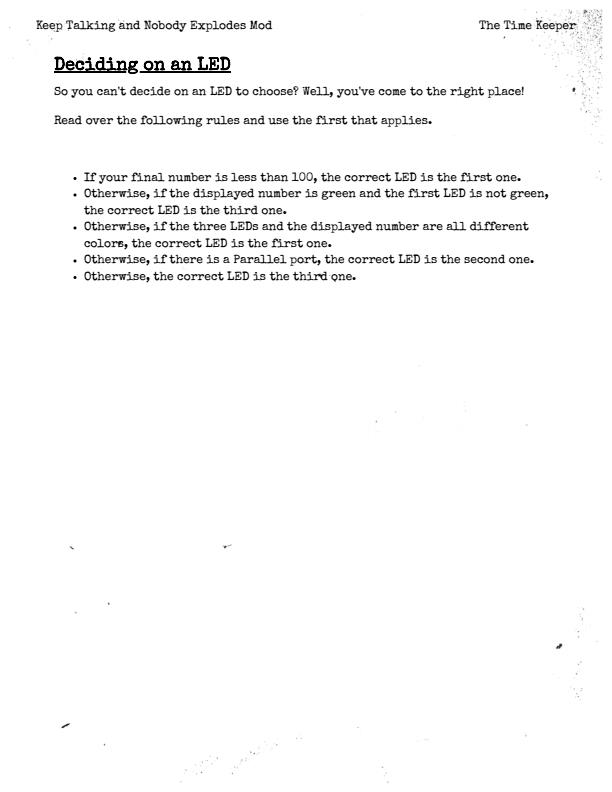 Keep Talking and Nobody Explodes Mod The Time Keeper
Deciding on an LED
So you can't decide on an LED to choose? Well, you've come to the right place!
Read over the following rules and use the first that applies.
• If your final number is less than 100, the correct LED is the first one.
• Otherwise, if the displayed number is green and the first LED is not green,
the correct LED is the third one.
• Otherwise, if the three LEDs and the displayed number are all different
colors, the correct LED is the first one.
• Otherwise, if there is a Parallel port, the correct LED is the second one.
• Otherwise, the correct LED is the third one.